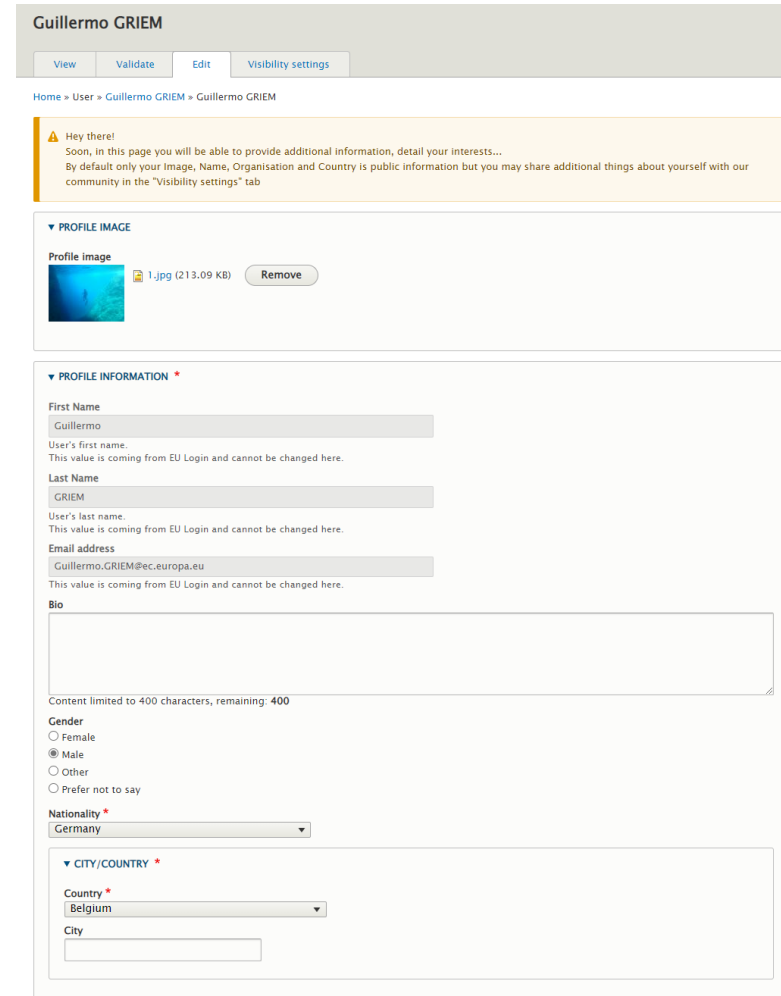 Guillermo GRIEM
View Validate Edit Visibility settings
Home » User » Guillermo GRIEM » Guillermo GRIEM
Hey there!
Soon, in this page you will be able to provide additional information, detail your interests...
By default only your Image, Name, Organisation and Country is public information but you may share additional things about yourself with our
community in the "Visibility settings" tab
▼ PROFILE IMAGE
Profile image
1.jpg (213.09 KB) Remove
▼ PROFILE INFORMATION *
First Name
Guillermo
User's first name.
This value is coming from EU Login and cannot be changed here.
Last Name
GRIEM
User's last name.
This value is coming from EU Login and cannot be changed here.
Email address
Guillermo.GRIEM@ec.europa.eu
This value is coming from EU Login and cannot be changed here.
Bio
Content limited to 400 characters, remaining: 400
Gender
Female
Male
Other
Prefer not to say
Nationality *
Germany
▼ CITY/COUNTRY *
Country *
Belgium
City